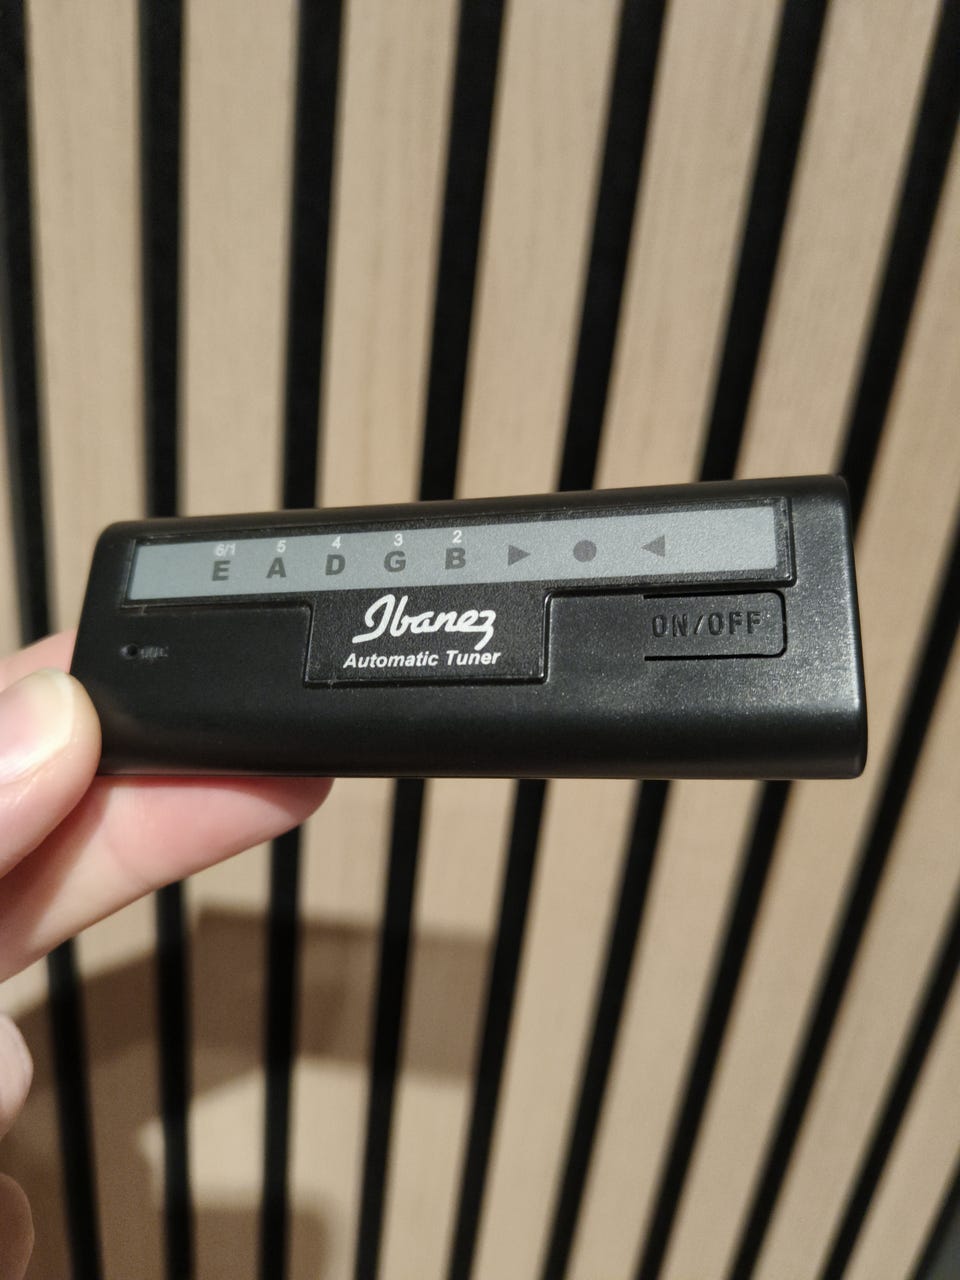 6/1 5 4 3 2
E A D G B
Ibanez
Automatic Tuner
ON/OFF